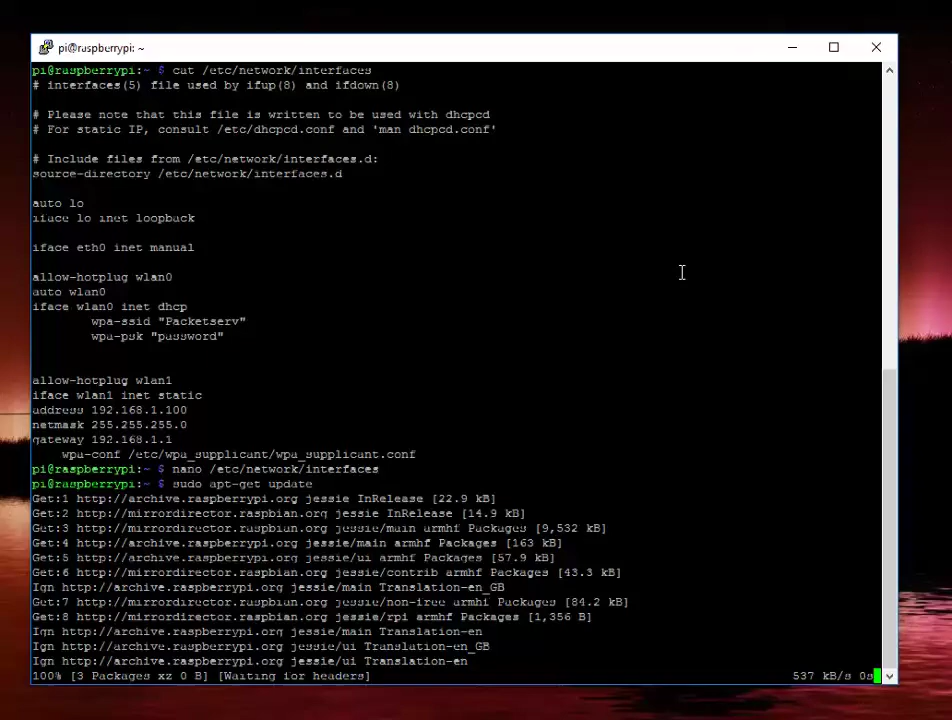 pi@raspberrypi: ~
pi@raspberrypi:~ $ cat /etc/network/interfaces
# interfaces(5) file used by ifup(8) and ifdown(8)
# Please note that this file is written to be used with dhcpcd
# For static IP, consult /etc/dhcpcd.conf and 'man dhcpcd.conf'
# Include files from /etc/network/interfaces.d:
source-directory /etc/network/interfaces.d
auto lo
iface lo inet loopback
iface eth0 inet manual
allow-hotplug wlan0
auto wlan0
iface wlan0 inet dhcp
wpa-ssid "Packetserv"
wpa-psk "password"
allow-hotplug wlan1
iface wlan1 inet static
address 192.168.1.100
netmask 255.255.255.0
gateway 192.168.1.1
wpa-conf /etc/wpa_supplicant/wpa_supplicant.conf
pi@raspberrypi:~ $ nano /etc/network/interfaces
pi@raspberrypi:~ $ sudo apt-get update
Get:1 http://archive.raspberrypi.org jessie InRelease [22.9 kB]
Get:2 http://mirrordirector.raspbian.org jessie InRelease [14.9 kB]
Get:3 http://mirrordirector.raspbian.org jessie/main armhf Packages [9,532 kB]
Get:4 http://archive.raspberrypi.org jessie/main armhf Packages [163 kB]
Get:5 http://archive.raspberrypi.org jessie/ui armhf Packages [57.9 kB]
Get:6 http://mirrordirector.raspbian.org jessie/contrib armhf Packages [43.3 kB]
Ign http://archive.raspberrypi.org jessie/main Translation-en_GB
Get:7 http://mirrordirector.raspbian.org jessie/non-free armhf Packages [84.2 kB]
Get:8 http://mirrordirector.raspbian.org jessie/rpi armhf Packages [1,356 B]
Ign http://archive.raspberrypi.org jessie/main Translation-en
Ign http://archive.raspberrypi.org jessie/ui Translation-en_GB
Ign http://archive.raspberrypi.org jessie/ui Translation-en
100% [3 Packages xz 0 B] [Waiting for headers] 537 kB/s 0s